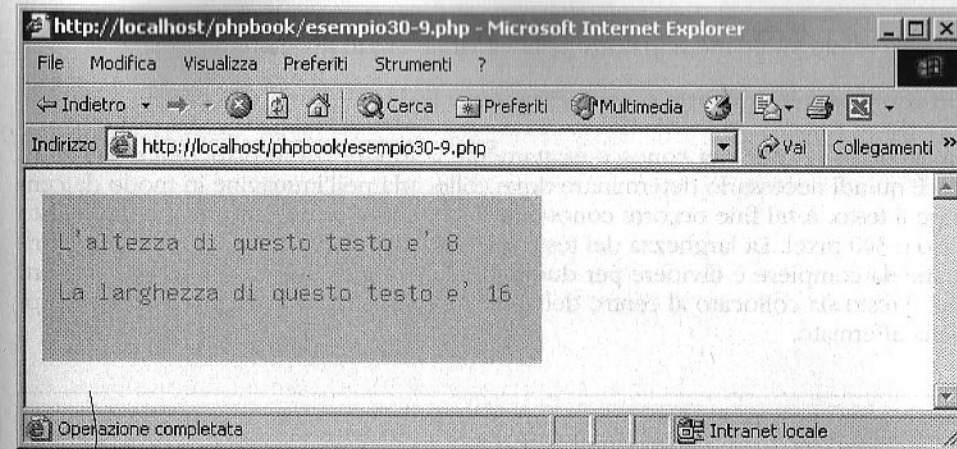 http://localhost/phpbook/esempio30-9.php - Microsoft Internet Explorer
File Modifica Visualizza Preferiti Strumenti ?
Indietro Cerca Preferiti Multimedia
Indirizzo http://localhost/phpbook/esempio30-9.php Vai Collegamenti »
L'altezza di questo testo e' 8
La larghezza di questo testo e' 16
Operazione completata Intranet locale